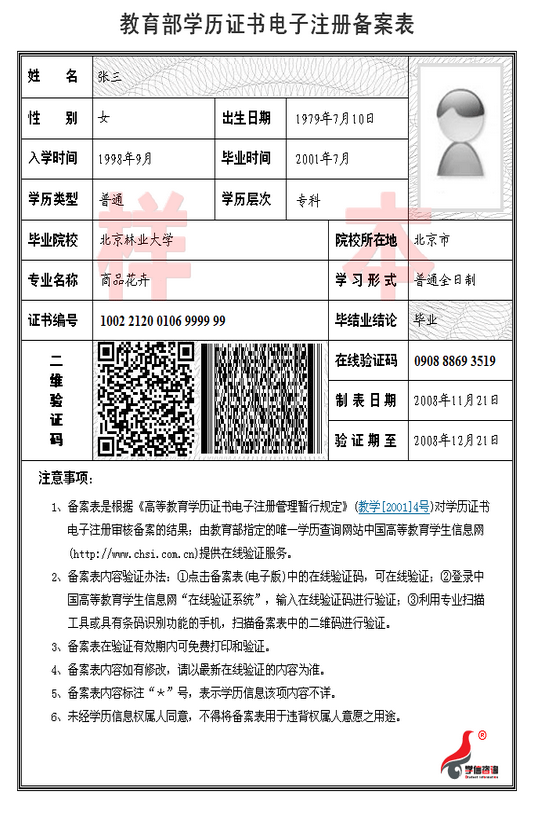 教育部学历证书电子注册备案表
姓 名 张三
性 别 女 出生日期 1979年7月10日
入学时间 1998年9月 毕业时间 2001年7月
学历类型 普通 学历层次 专科
样本
毕业院校 北京林业大学 院校所在地 北京市
专业名称 商品花卉 学习形式 普通全日制
证书编号 1002 2120 0106 9999 99 毕结业结论 毕业
二维验证码 在线验证码 0908 8869 3519
制表日期 2008年11月21日
验证期至 2008年12月21日
注意事项：
1、备案表是根据《高等教育学历证书电子注册管理暂行规定》(教学[2001]4号)对学历证书
电子注册审核备案的结果；由教育部指定的唯一学历查询网站中国高等教育学生信息网
(http://www.chsi.com.cn)提供在线验证服务。
2、备案表内容验证办法：①点击备案表(电子版)中的在线验证码，可在线验证；②登录中
国高等教育学生信息网“在线验证系统”，输入在线验证码进行验证；③利用专业扫描
工具或具有条码识别功能的手机，扫描备案表中的二维码进行验证。
3、备案表在验证有效期内可免费打印和验证。
4、备案表内容如有修改，请以最新在线验证的内容为准。
5、备案表内容标注“*”号，表示学历信息该项内容不详。
6、未经学历信息权属人同意，不得将备案表用于违背权属人意愿之用途。
®
学信咨询